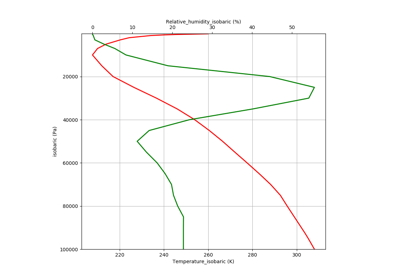 Relative_humidity_isobaric (%)
0 10 20 30 40 50
20000
40000
60000
80000
100000
Isobaric (Pa)
220 240 260 280 300
Temperature_isobaric (K)